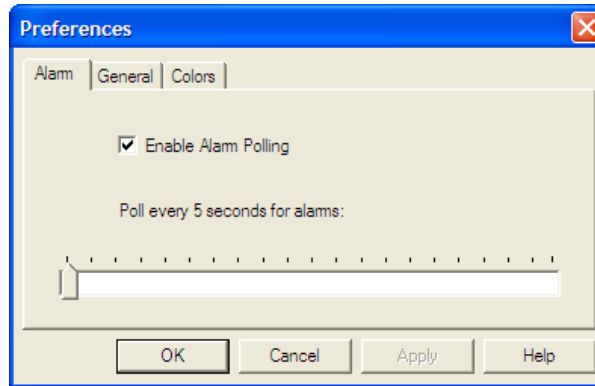 Preferences
Alarm General Colors
Enable Alarm Polling
Poll every 5 seconds for alarms:
OK Cancel Apply Help